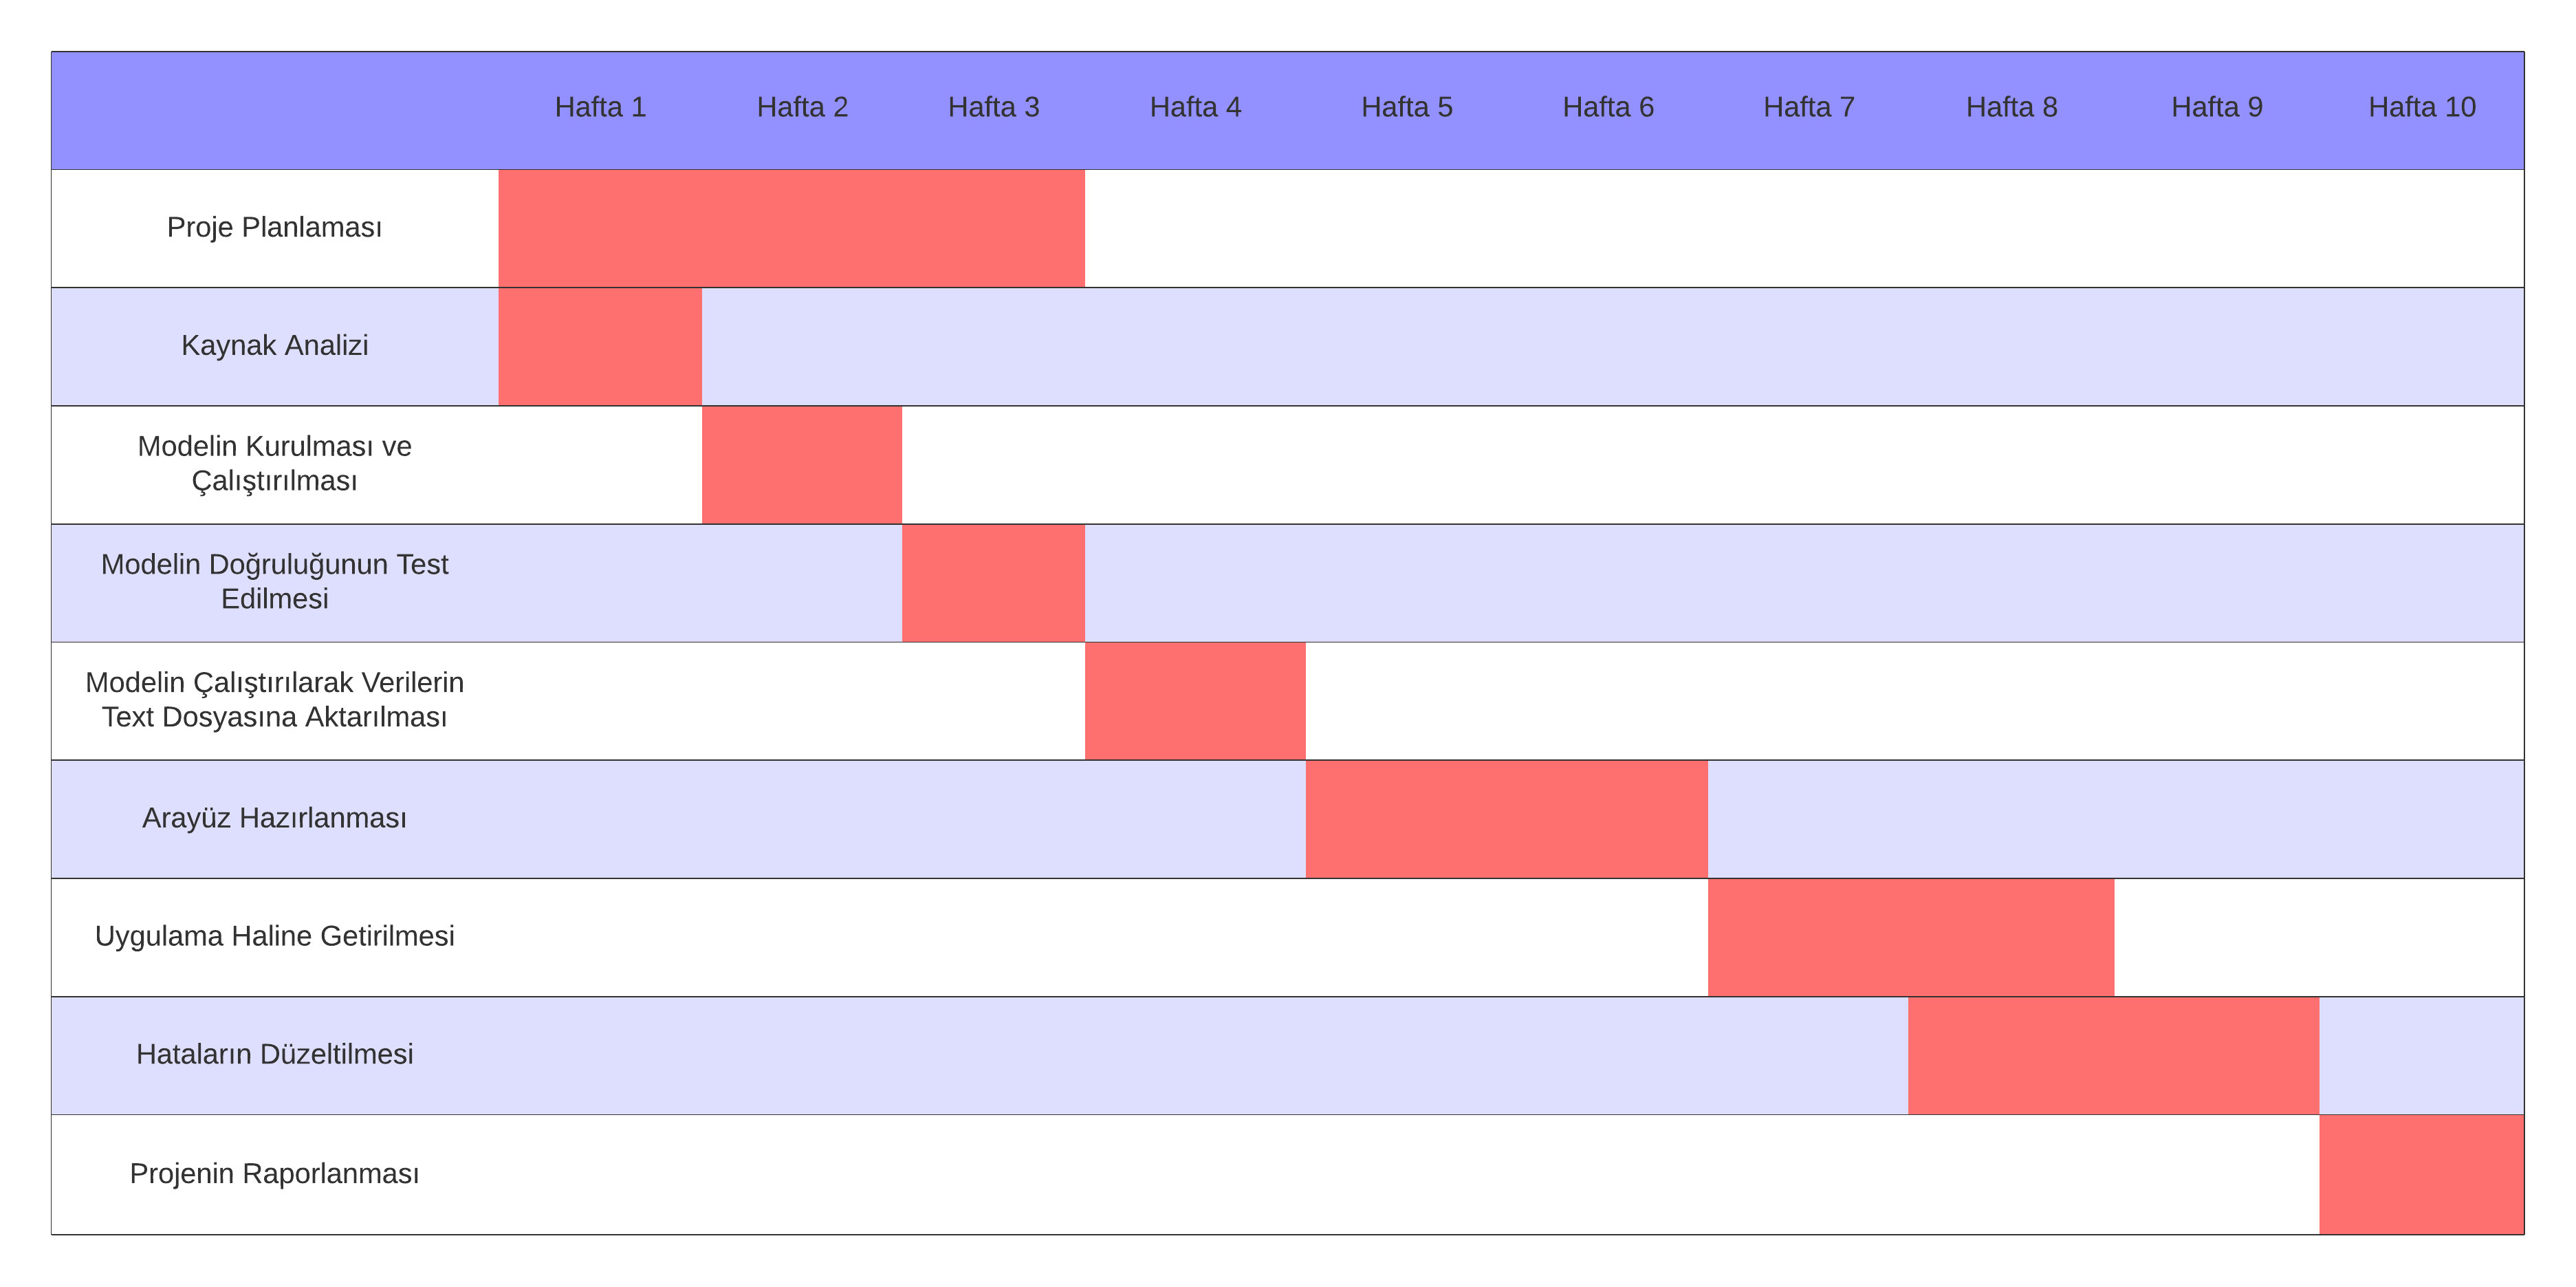 Hafta 1 Hafta 2 Hafta 3 Hafta 4 Hafta 5 Hafta 6 Hafta 7 Hafta 8 Hafta 9 Hafta 10
Proje Planlaması
Kaynak Analizi
Modelin Kurulması ve
Çalıştırılması
Modelin Doğruluğunun Test
Edilmesi
Modelin Çalıştırılarak Verilerin
Text Dosyasına Aktarılması
Arayüz Hazırlanması
Uygulama Haline Getirilmesi
Hataların Düzeltilmesi
Projenin Raporlanması